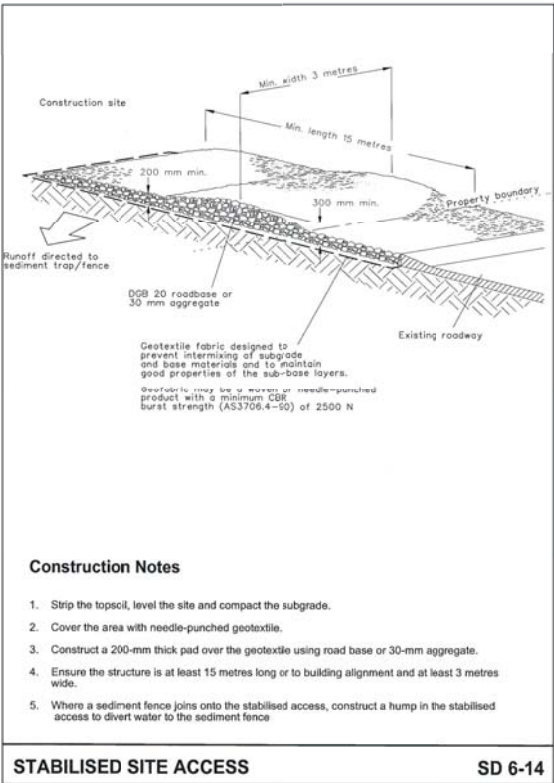 Min. width 3 metres
Construction site
Min. length 15 metres
200 mm min.
300 mm min.
Property boundary
Runoff directed to
sediment trap/fence
DGB 20 roadbase or
30 mm aggregate
Existing roadway
Geotextile fabric designed to
prevent intermixing of subgrade
and base materials and to maintain
good properties of the sub-base layers.
Geofabric may be a woven or needle-punched
product with a minimum CBR
burst strength (AS3706.4-90) of 2500 N
Construction Notes
1. Strip the topsoil, level the site and compact the subgrade.
2. Cover the area with needle-punched geotextile.
3. Construct a 200-mm thick pad over the geotextile using road base or 30-mm aggregate.
4. Ensure the structure is at least 15 metres long or to building alignment and at least 3 metres
wide.
5. Where a sediment fence joins onto the stabilised access, construct a hump in the stabilised
access to divert water to the sediment fence
STABILISED SITE ACCESS SD 6-14